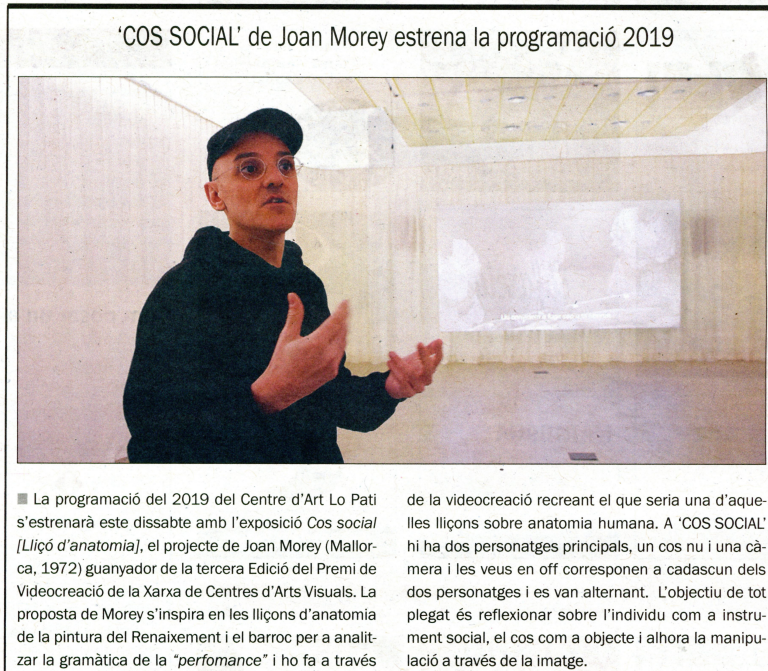 ‘COS SOCIAL’ de Joan Morey estrena la programació 2019
La programació del 2019 del Centre d’Art Lo Pati
s’estrenarà este dissabte amb l’exposició Cos social
[Lliçó d’anatomia], el projecte de Joan Morey (Mallor-
ca, 1972) guanyador de la tercera Edició del Premi de
Videocreació de la Xarxa de Centres d’Arts Visuals. La
proposta de Morey s’inspira en les lliçons d’anatomia
de la pintura del Renaixement i el barroc per a analit-
zar la gramàtica de la “perfomance” i ho fa a través
de la videocreació recreant el que seria una d’aque-
lles lliçons sobre anatomia humana. A ‘COS SOCIAL’
hi ha dos personatges principals, un cos nu i una cà-
mera i les veus en off corresponen a cadascun dels
dos personatges i es van alternant. L’objectiu de tot
plegat és reflexionar sobre l’individu com a instru-
ment social, el cos com a objecte i alhora la manipu-
lació a través de la imatge.